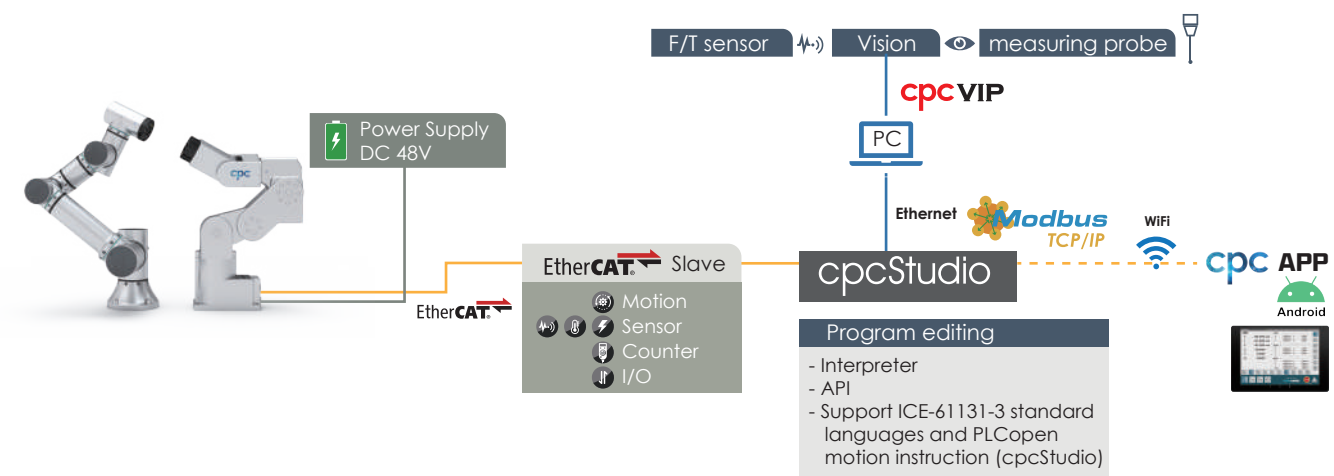 F/T sensor
Vision
measuring probe
cpc VIP
Power Supply
DC 48V
cpc
PC
Ethernet
Modbus
TCP/IP
WiFi
EtherCAT.
EtherCAT. Slave
Motion
Sensor
Counter
I/O
cpcStudio
cpc APP
Android
Program editing
- Interpreter
- API
- Support ICE-61131-3 standard
languages and PLCopen
motion instruction (cpcStudio)